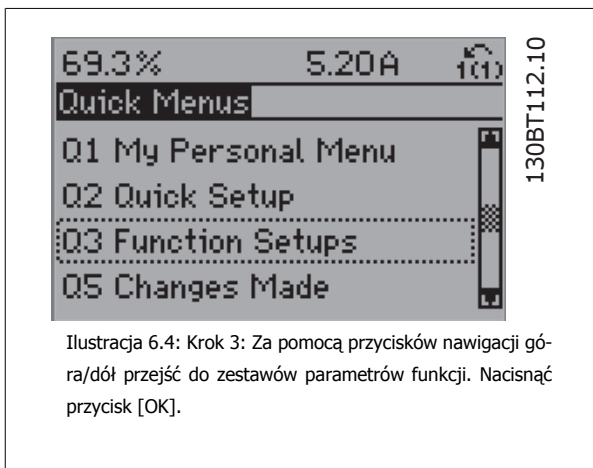 69.3% 5.20A 1(1)
Quick Menus
Q1 My Personal Menu
Q2 Quick Setup
Q3 Function Setups
Q5 Changes Made
130BT112.10
Ilustracja 6.4: Krok 3: Za pomocą przycisków nawigacji gó-
ra/dół przejść do zestawów parametrów funkcji. Nacisnąć
przycisk [OK].